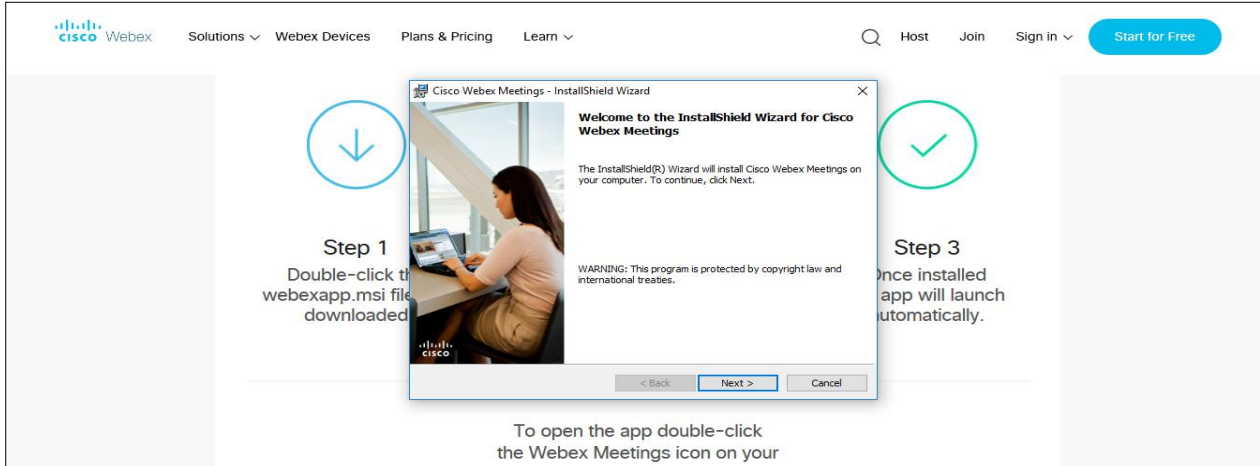 CISCO Webex
Solutions Webex Devices Plans & Pricing Learn
Host Join Sign in Start for Free
Cisco Webex Meetings - InstallShield Wizard
Welcome to the InstallShield Wizard for Cisco
Webex Meetings
The InstallShield(R) Wizard will install Cisco Webex Meetings on
your computer. To continue, click Next.
WARNING: This program is protected by copyright law and
international treaties.
CISCO
< Back Next > Cancel
Step 1
Double-click
webexapp.msi file
downloaded
Step 3
installed
app will launch
automatically.
To open the app double-click
the Webex Meetings icon on your